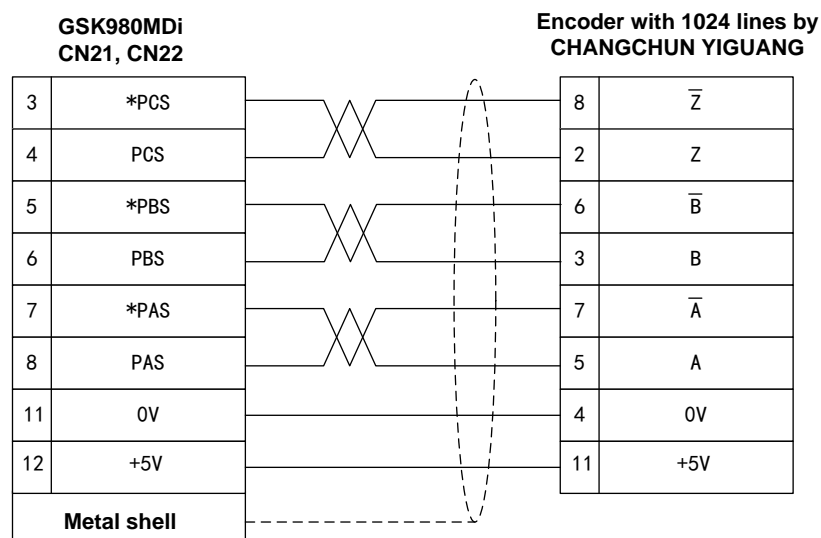 GSK980MDi
CN21, CN22
Encoder with 1024 lines by
CHANGCHUN YIGUANG
3 *PCS 8 Z̅
4 PCS 2 Z
5 *PBS 6 B̅
6 PBS 3 B
7 *PAS 7 A̅
8 PAS 5 A
11 0V 4 0V
12 +5V 11 +5V
Metal shell